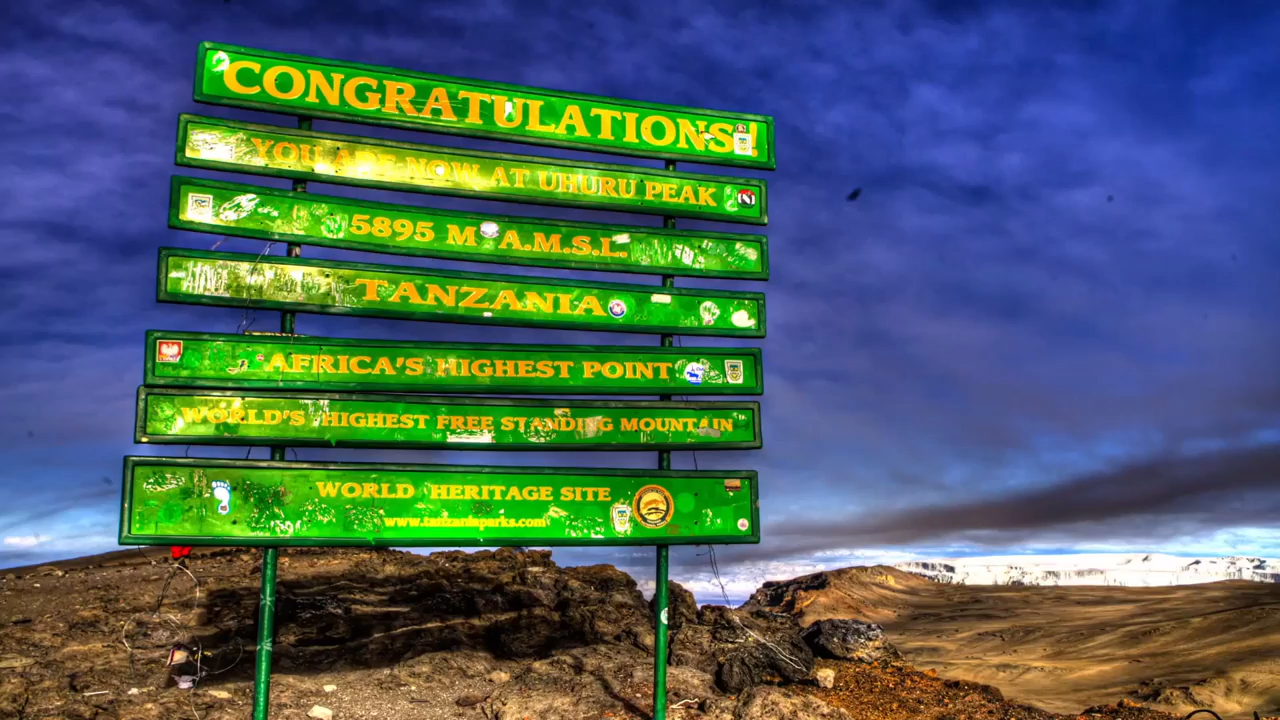 CONGRATULATIONS!
YOU ARE NOW AT UHURU PEAK
5895 M A.M.S.L.
TANZANIA
AFRICA'S HIGHEST POINT
WORLD'S HIGHEST FREE STANDING MOUNTAIN
WORLD HERITAGE SITE
www.tanzaniaparks.com